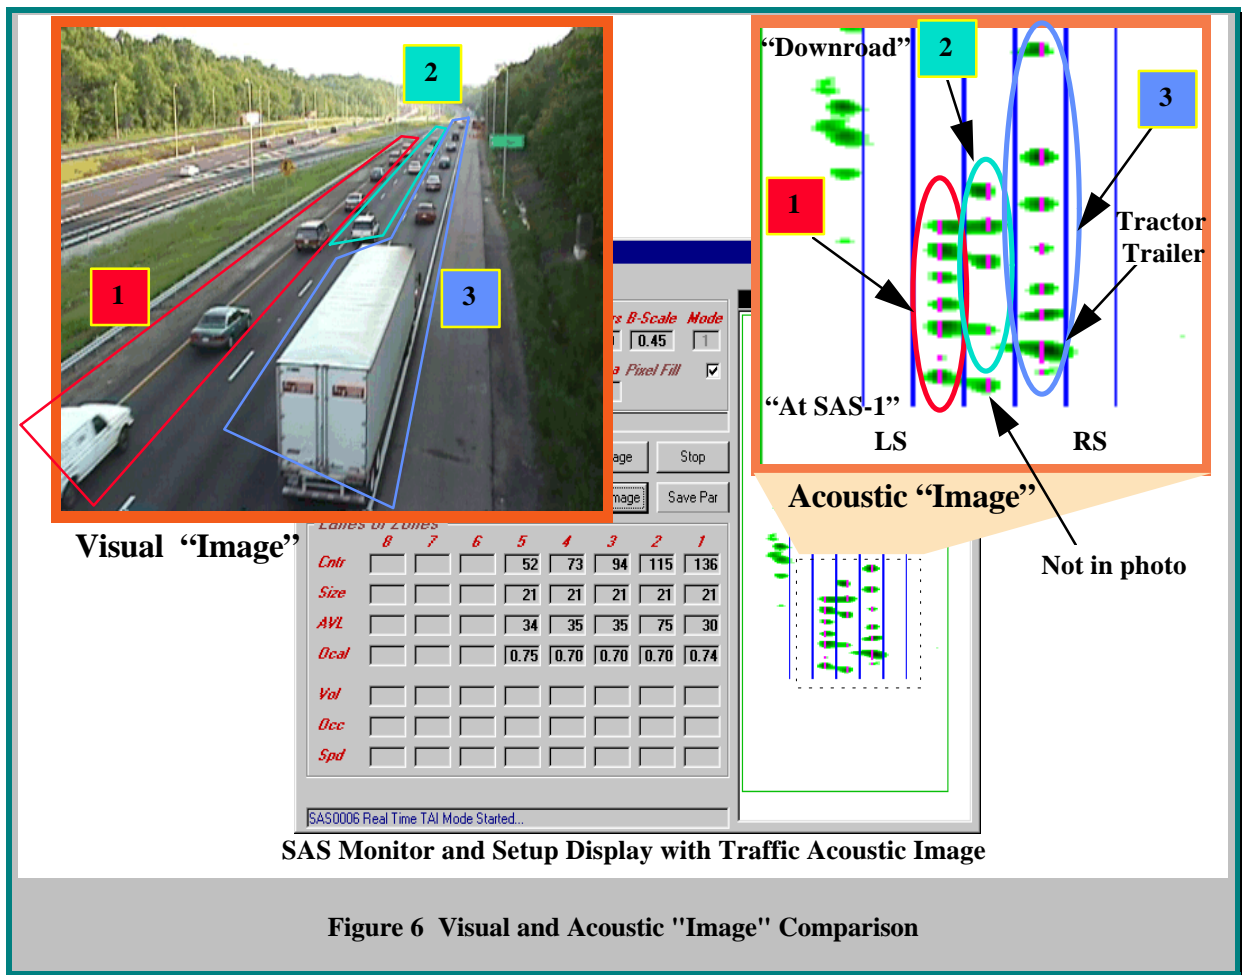 2
1
3
"Downroad"
2
3
1
Tractor
Trailer
"At SAS-1"
LS
RS
Acoustic "Image"
Not in photo
Visual "Image"
B-Scale Mode
0.45 1
Pixel Fill
Stop
Save Par
Lanes or Zones
8 7 6 5 4 3 2 1
Cntr 52 73 94 115 136
Size 21 21 21 21 21
AVL 34 35 35 75 30
Ocal 0.75 0.70 0.70 0.70 0.74
Vol
Occ
Spd
SAS0006 Real Time TAI Mode Started...
SAS Monitor and Setup Display with Traffic Acoustic Image
Figure 6 Visual and Acoustic "Image" Comparison